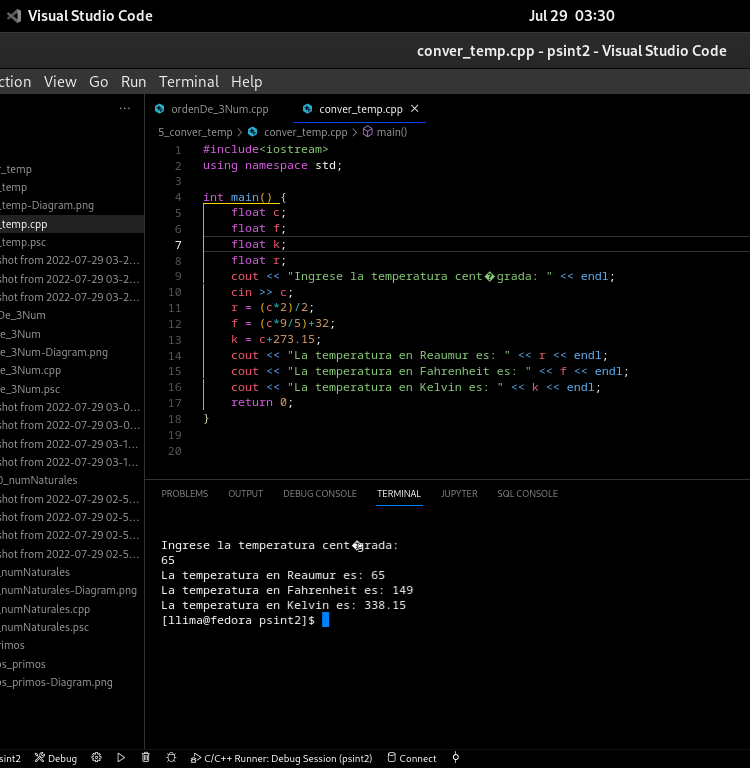 Visual Studio Code
Jul 29 03:30
conver_temp.cpp - psint2 - Visual Studio Code
ction View Go Run Terminal Help
···
ordenDe_3Num.cpp
conver_temp.cpp
5_conver_temp > conver_temp.cpp > main()
r_temp
_temp
_temp-Diagram.png
_temp.cpp
_temp.psc
shot from 2022-07-29 03-2...
shot from 2022-07-29 03-2...
shot from 2022-07-29 03-2...
De_3Num
e_3Num
e_3Num-Diagram.png
e_3Num.cpp
e_3Num.psc
shot from 2022-07-29 03-0...
shot from 2022-07-29 03-0...
shot from 2022-07-29 03-1...
shot from 2022-07-29 03-1...
0_numNaturales
shot from 2022-07-29 02-5...
shot from 2022-07-29 02-5...
shot from 2022-07-29 02-5...
shot from 2022-07-29 02-5...
_numNaturales
_numNaturales-Diagram.png
_numNaturales.cpp
_numNaturales.psc
rimos
os_primos
os_primos-Diagram.png
1 #include<iostream>
2 using namespace std;
3
4 int main() {
5 float c;
6 float f;
7 float k;
8 float r;
9 cout << "Ingrese la temperatura cent�grada: " << endl;
10 cin >> c;
11 r = (c*2)/2;
12 f = (c*9/5)+32;
13 k = c+273.15;
14 cout << "La temperatura en Reaumur es: " << r << endl;
15 cout << "La temperatura en Fahrenheit es: " << f << endl;
16 cout << "La temperatura en Kelvin es: " << k << endl;
17 return 0;
18 }
19
20
PROBLEMS OUTPUT DEBUG CONSOLE TERMINAL JUPYTER SQL CONSOLE
Ingrese la temperatura cent�grada:
65
La temperatura en Reaumur es: 65
La temperatura en Fahrenheit es: 149
La temperatura en Kelvin es: 338.15
[llima@fedora psint2]$
sint2 Debug C/C++ Runner: Debug Session (psint2) Connect